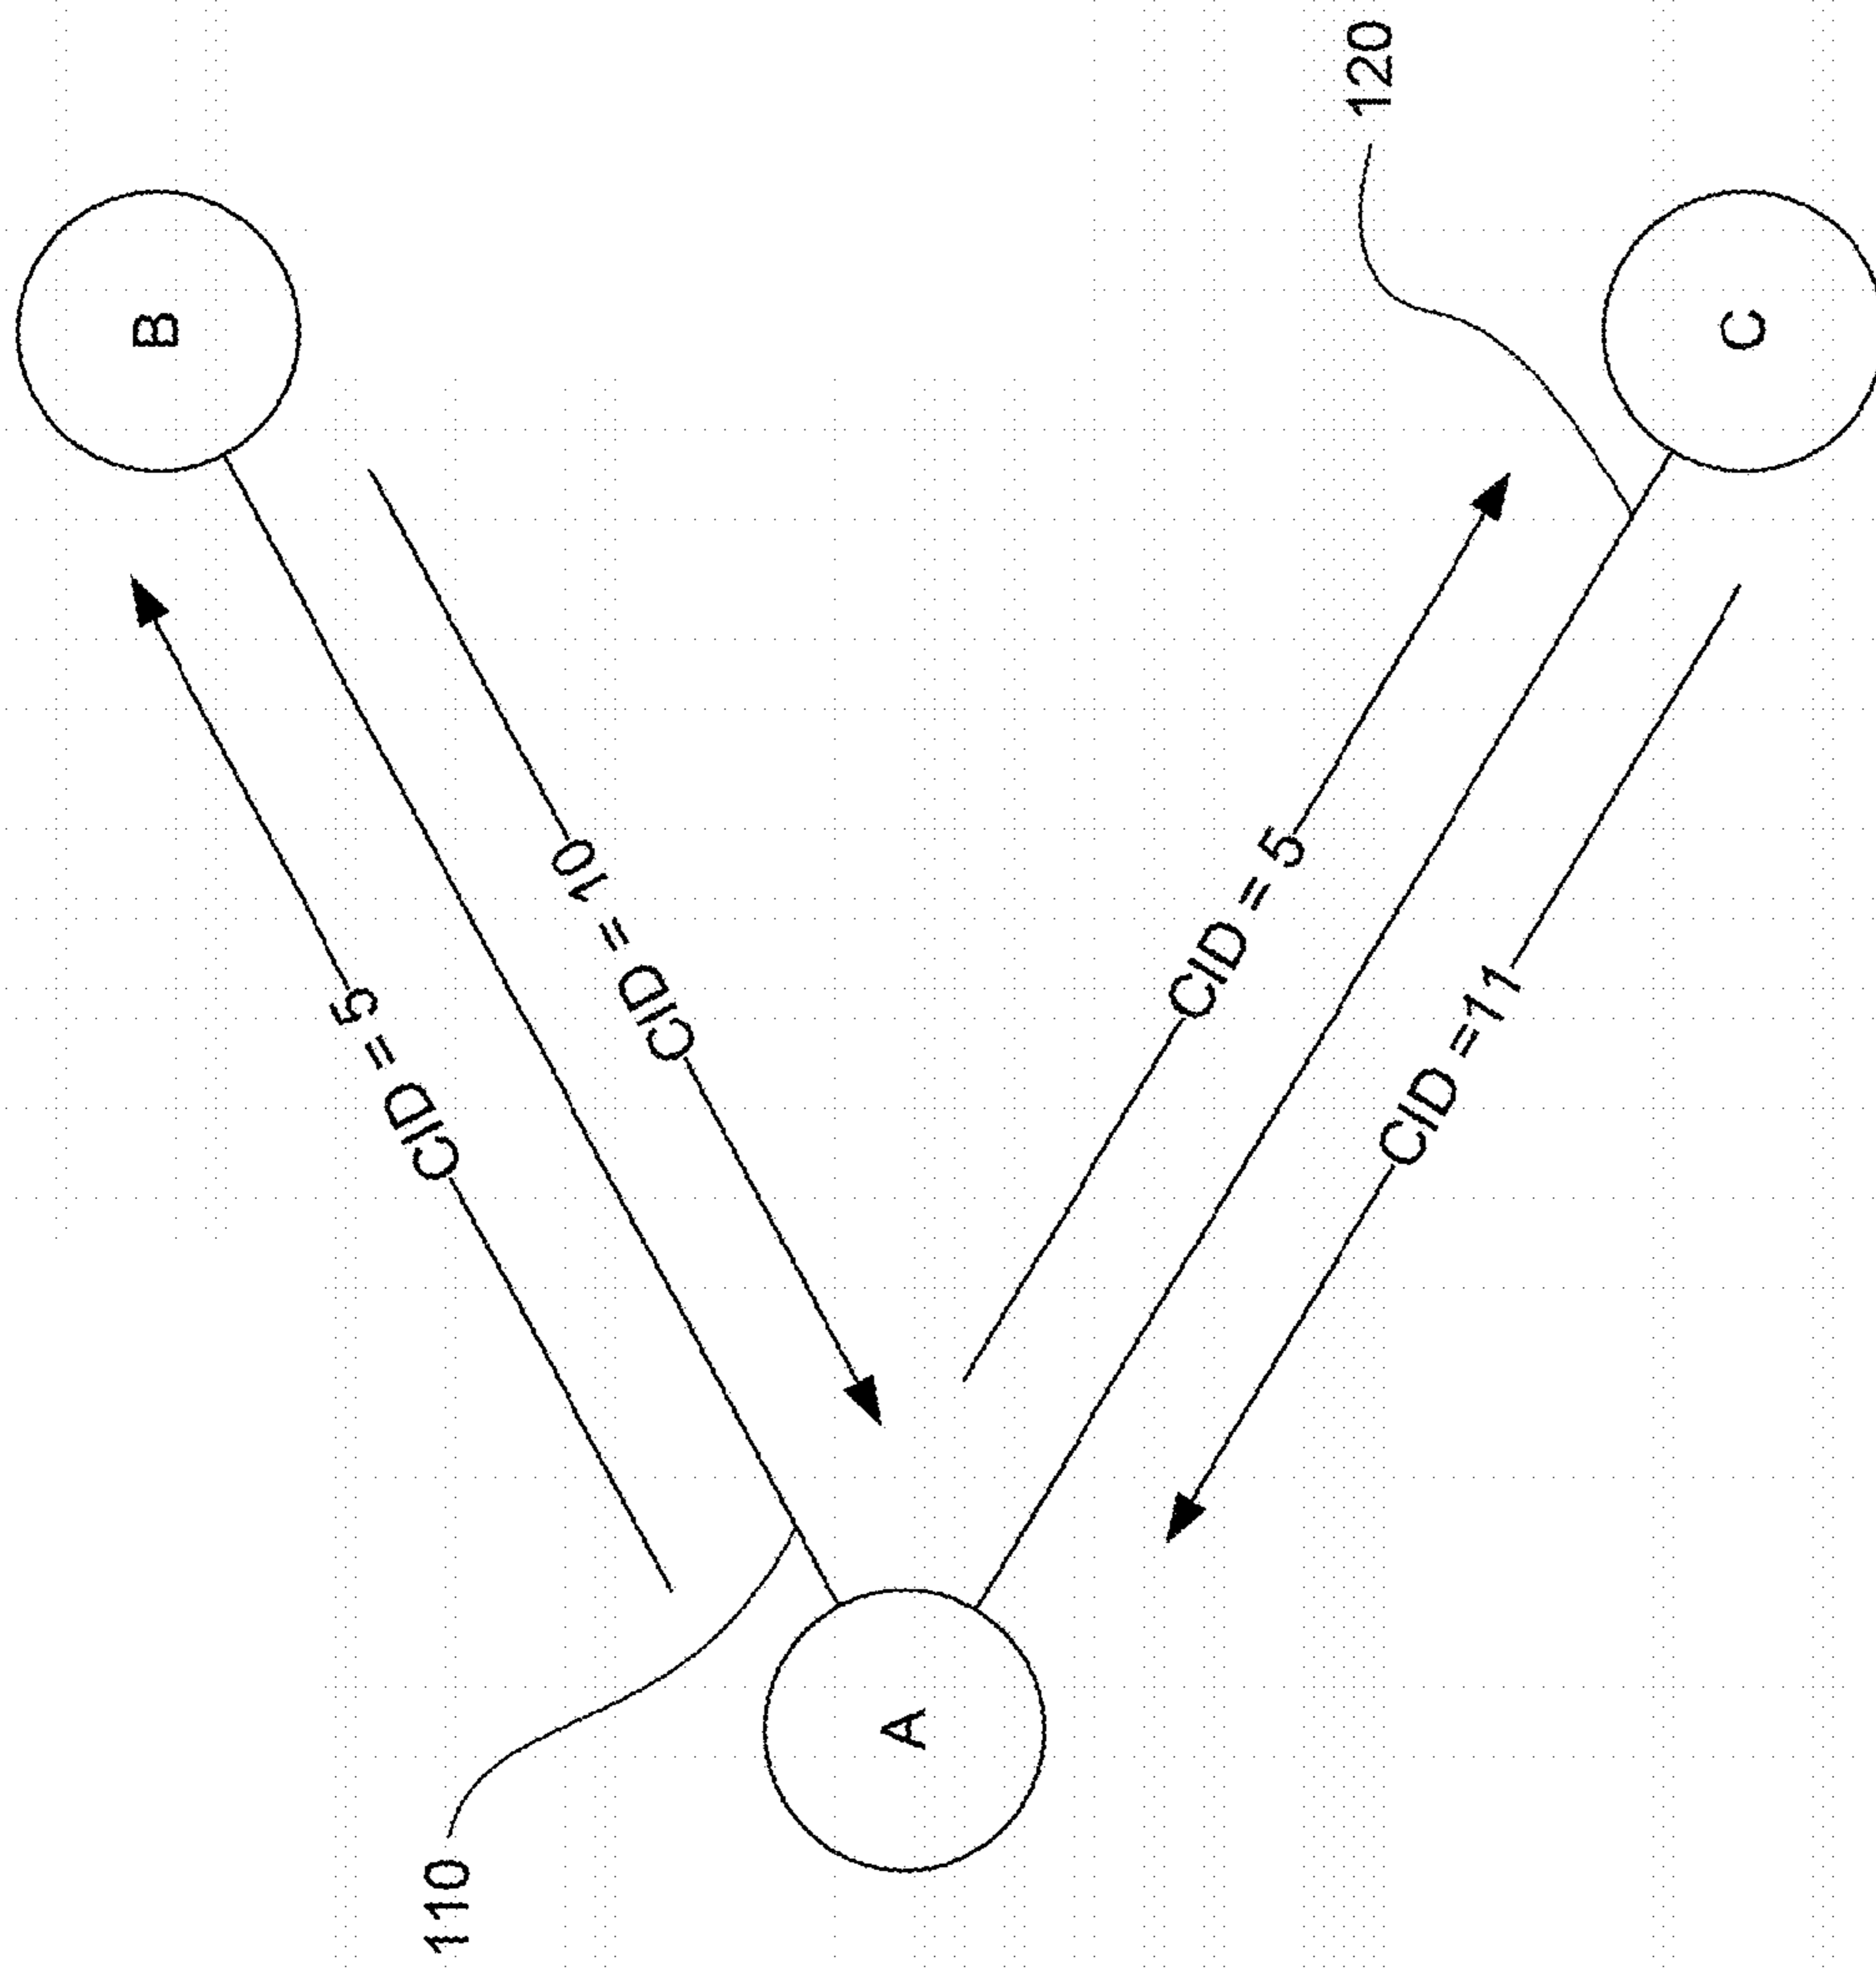 B
120
CID = 5
CID = 10
CID = 5
CID =11
C
A
110